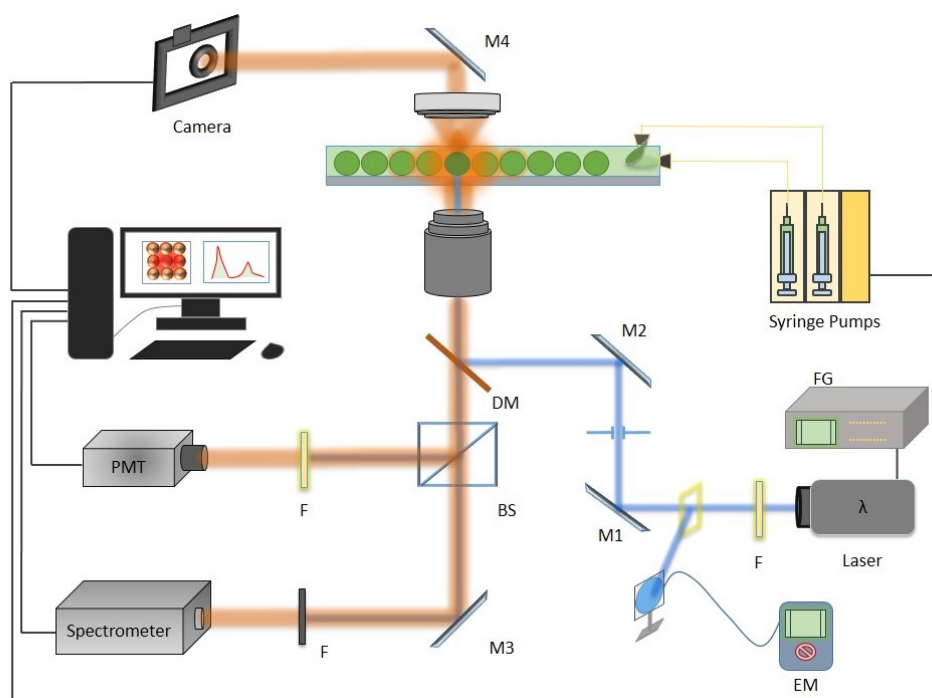 M4
Camera
Syringe Pumps
M2
FG
DM
PMT
F
BS
M1
F
λ
Laser
Spectrometer
F
M3
EM